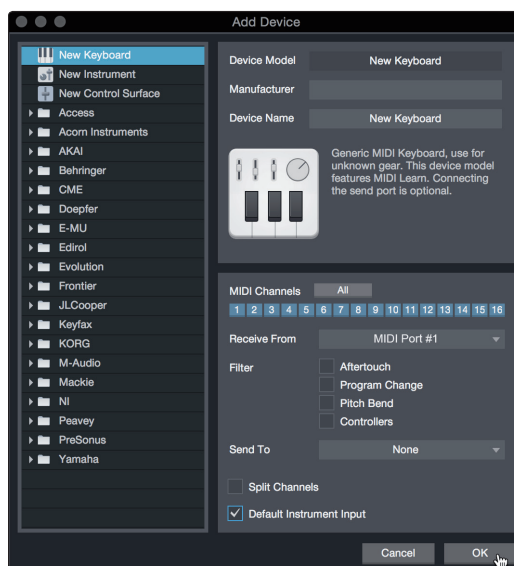 Add Device
New Keyboard
New Instrument
New Control Surface
Access
Acorn Instruments
AKAI
Behringer
CME
Doepfer
E-MU
Edirol
Evolution
Frontier
JLCooper
Keyfax
KORG
M-Audio
Mackie
NI
Peavey
PreSonus
Yamaha
Device Model New Keyboard
Manufacturer
Device Name New Keyboard
Generic MIDI Keyboard, use for
unknown gear. This device model
features MIDI Learn. Connecting
the send port is optional.
MIDI Channels All
1 2 3 4 5 6 7 8 9 10 11 12 13 14 15 16
Receive From MIDI Port #1
Filter Aftertouch
Program Change
Pitch Bend
Controllers
Send To None
Split Channels
Default Instrument Input
Cancel OK